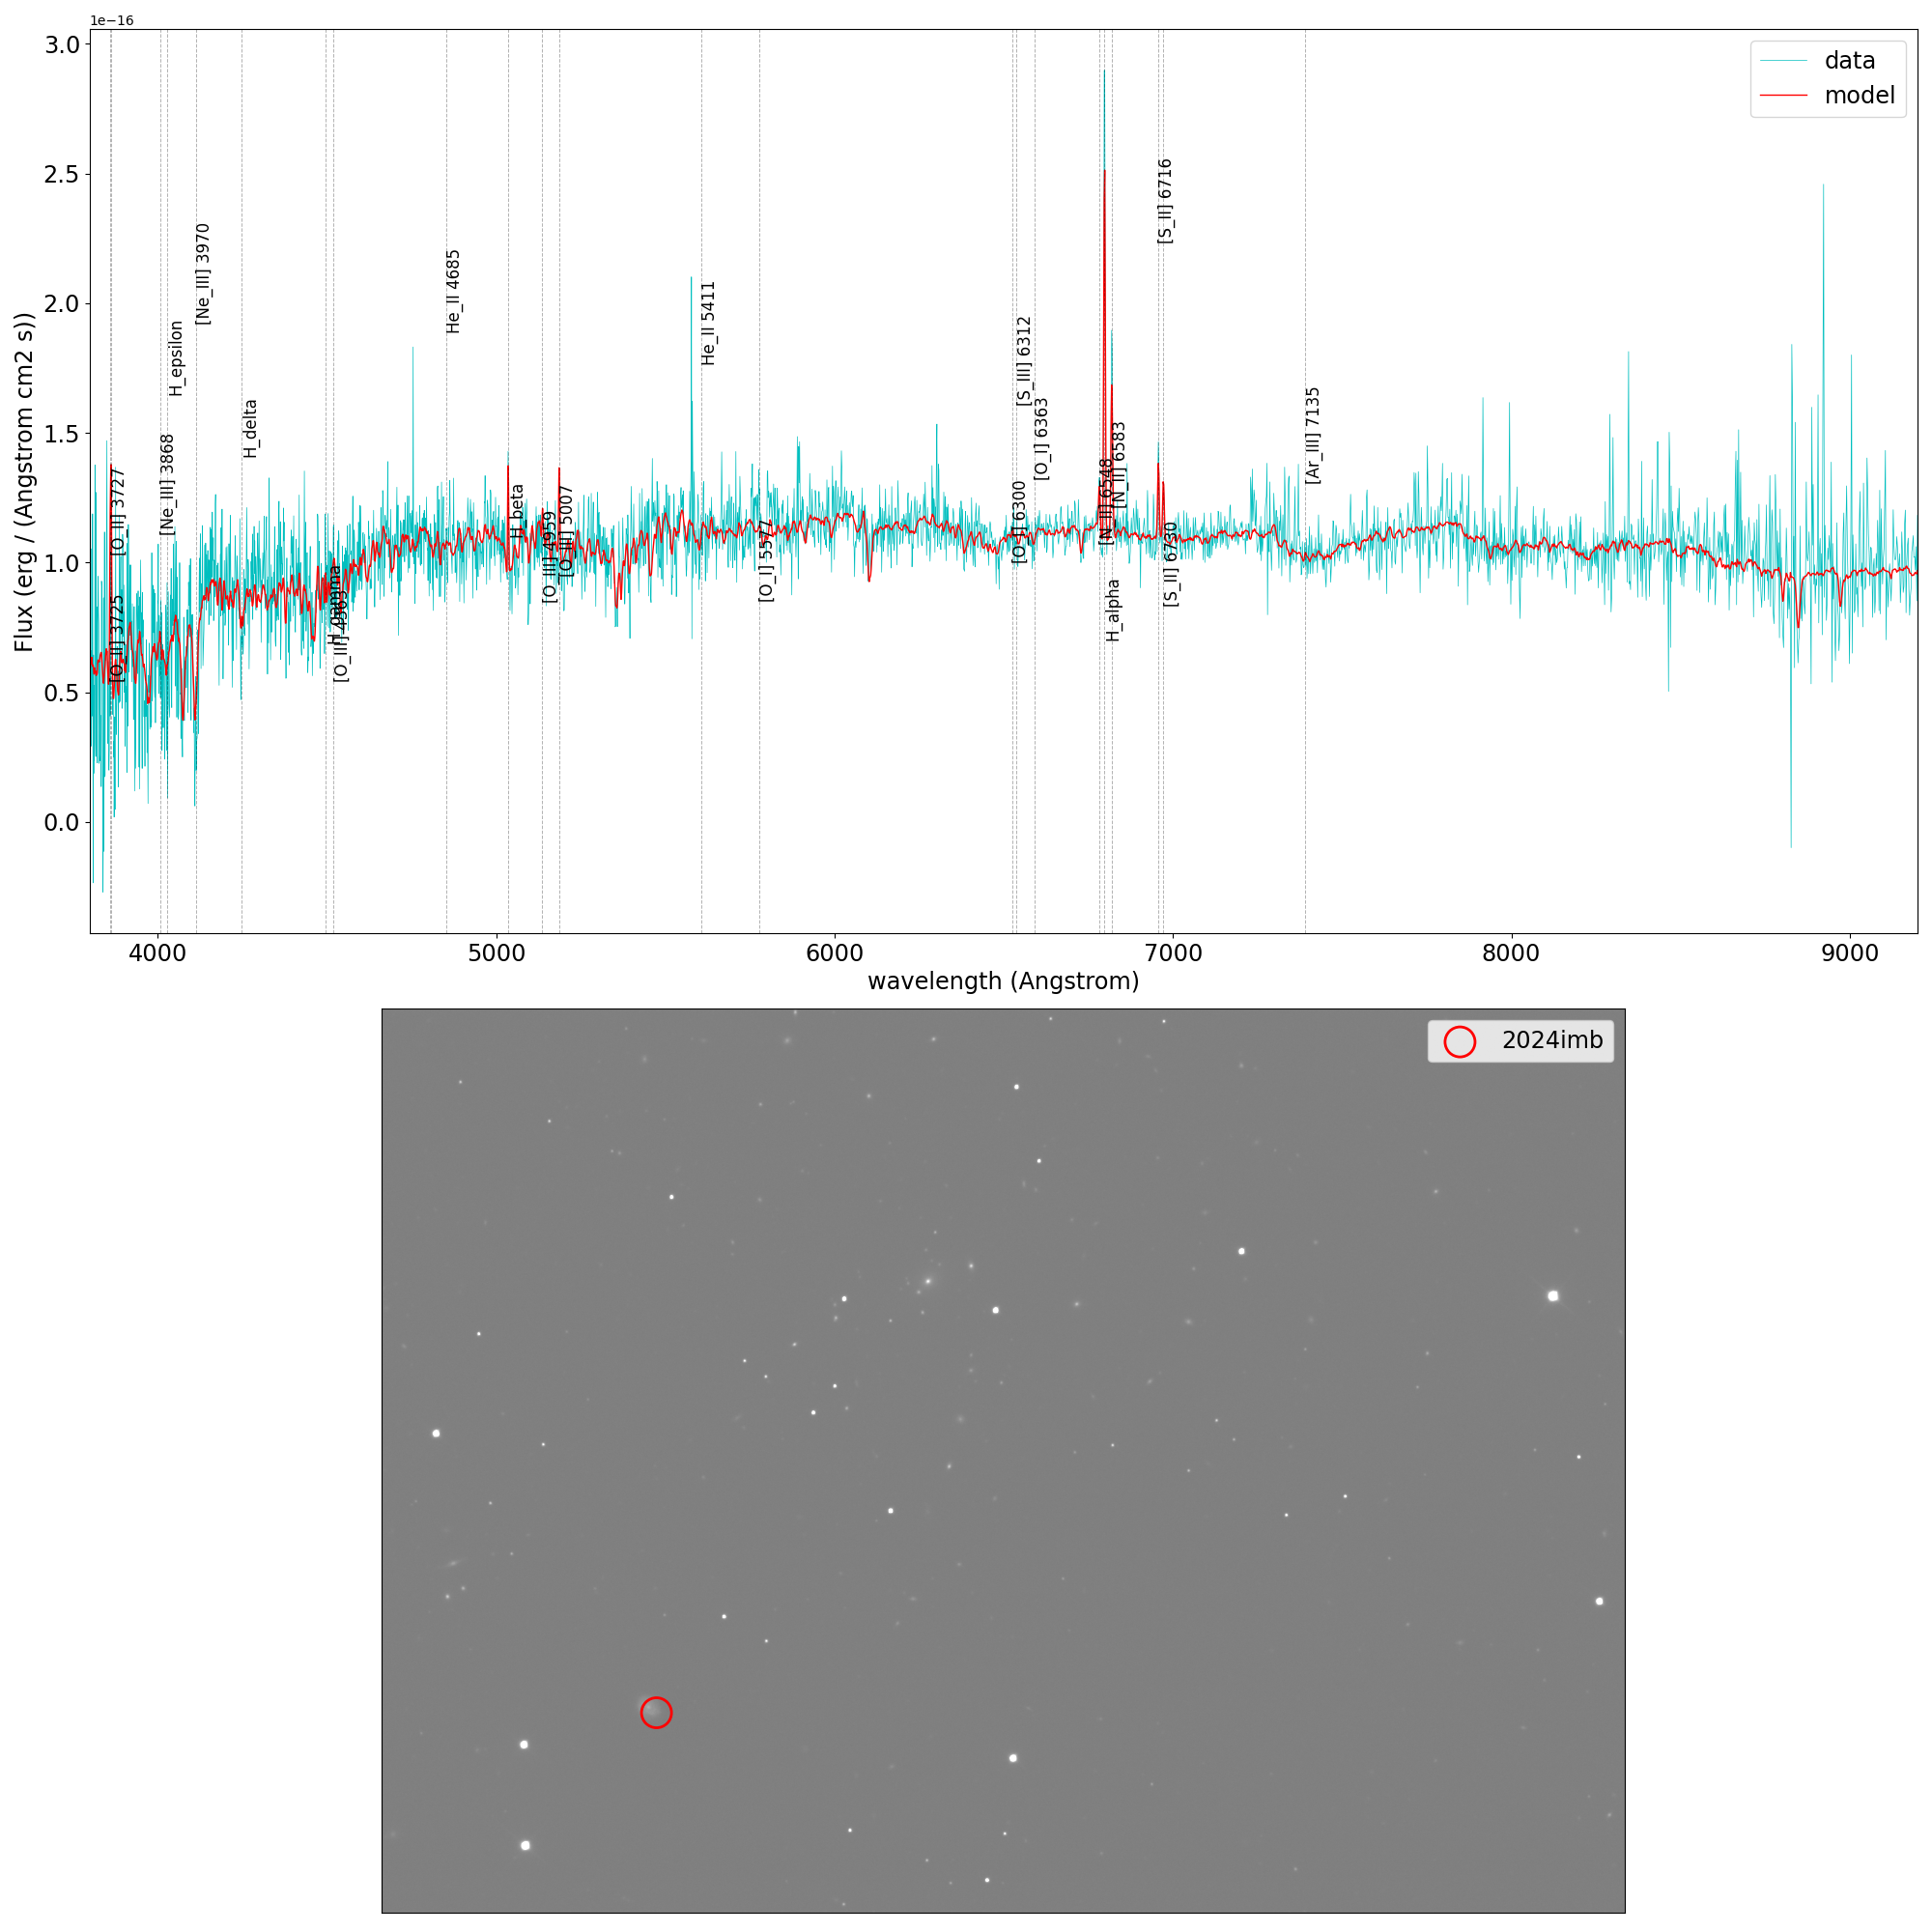 1e−16
3.0
2.5
2.0
1.5
1.0
0.5
0.0
Flux (erg / (Angstrom cm2 s))
data
model
[O_II] 3725
[O_II] 3727
[Ne_III] 3868
H_epsilon
[Ne_III] 3970
H_delta
H_gamma
[O_III] 4363
He_II 4685
H_beta
[O_III] 4959
[O_III] 5007
He_II 5411
[O_I] 5577
[O_I] 6300
[S_III] 6312
[O_I] 6363
[N_II] 6548
H_alpha
[N_II] 6583
[S_II] 6716
[S_II] 6730
[Ar_III] 7135
4000
5000
6000
7000
8000
9000
wavelength (Angstrom)
2024imb